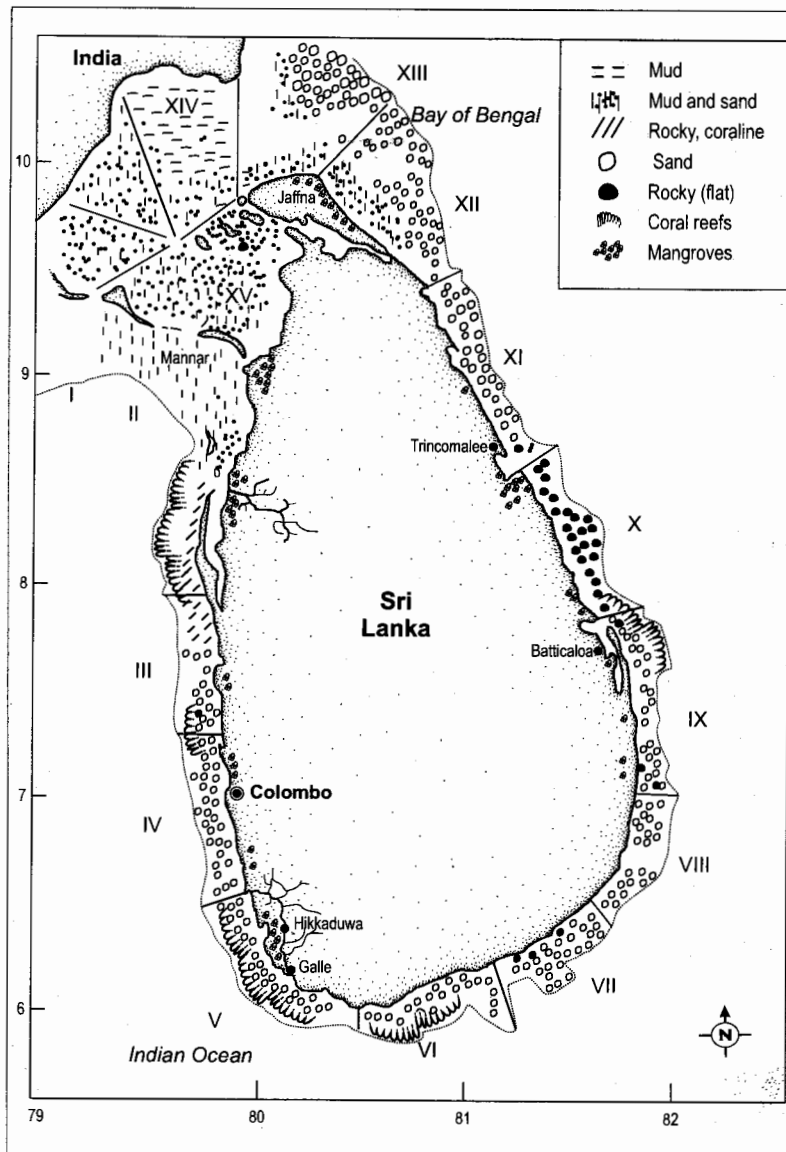 India
XIV
XIII
Bay of Bengal
Mud
Mud and sand
Rocky, coraline
Sand
Rocky (flat)
Coral reefs
Mangroves
10
Jaffna
XII
XV
Mannar
XI
9
I
II
Trincomalee
X
8
Sri
Lanka
Batticaloa
III
IX
7
Colombo
IV
VIII
Hikkaduwa
Galle
VII
6
V
VI
Indian Ocean
N
79
80
81
82